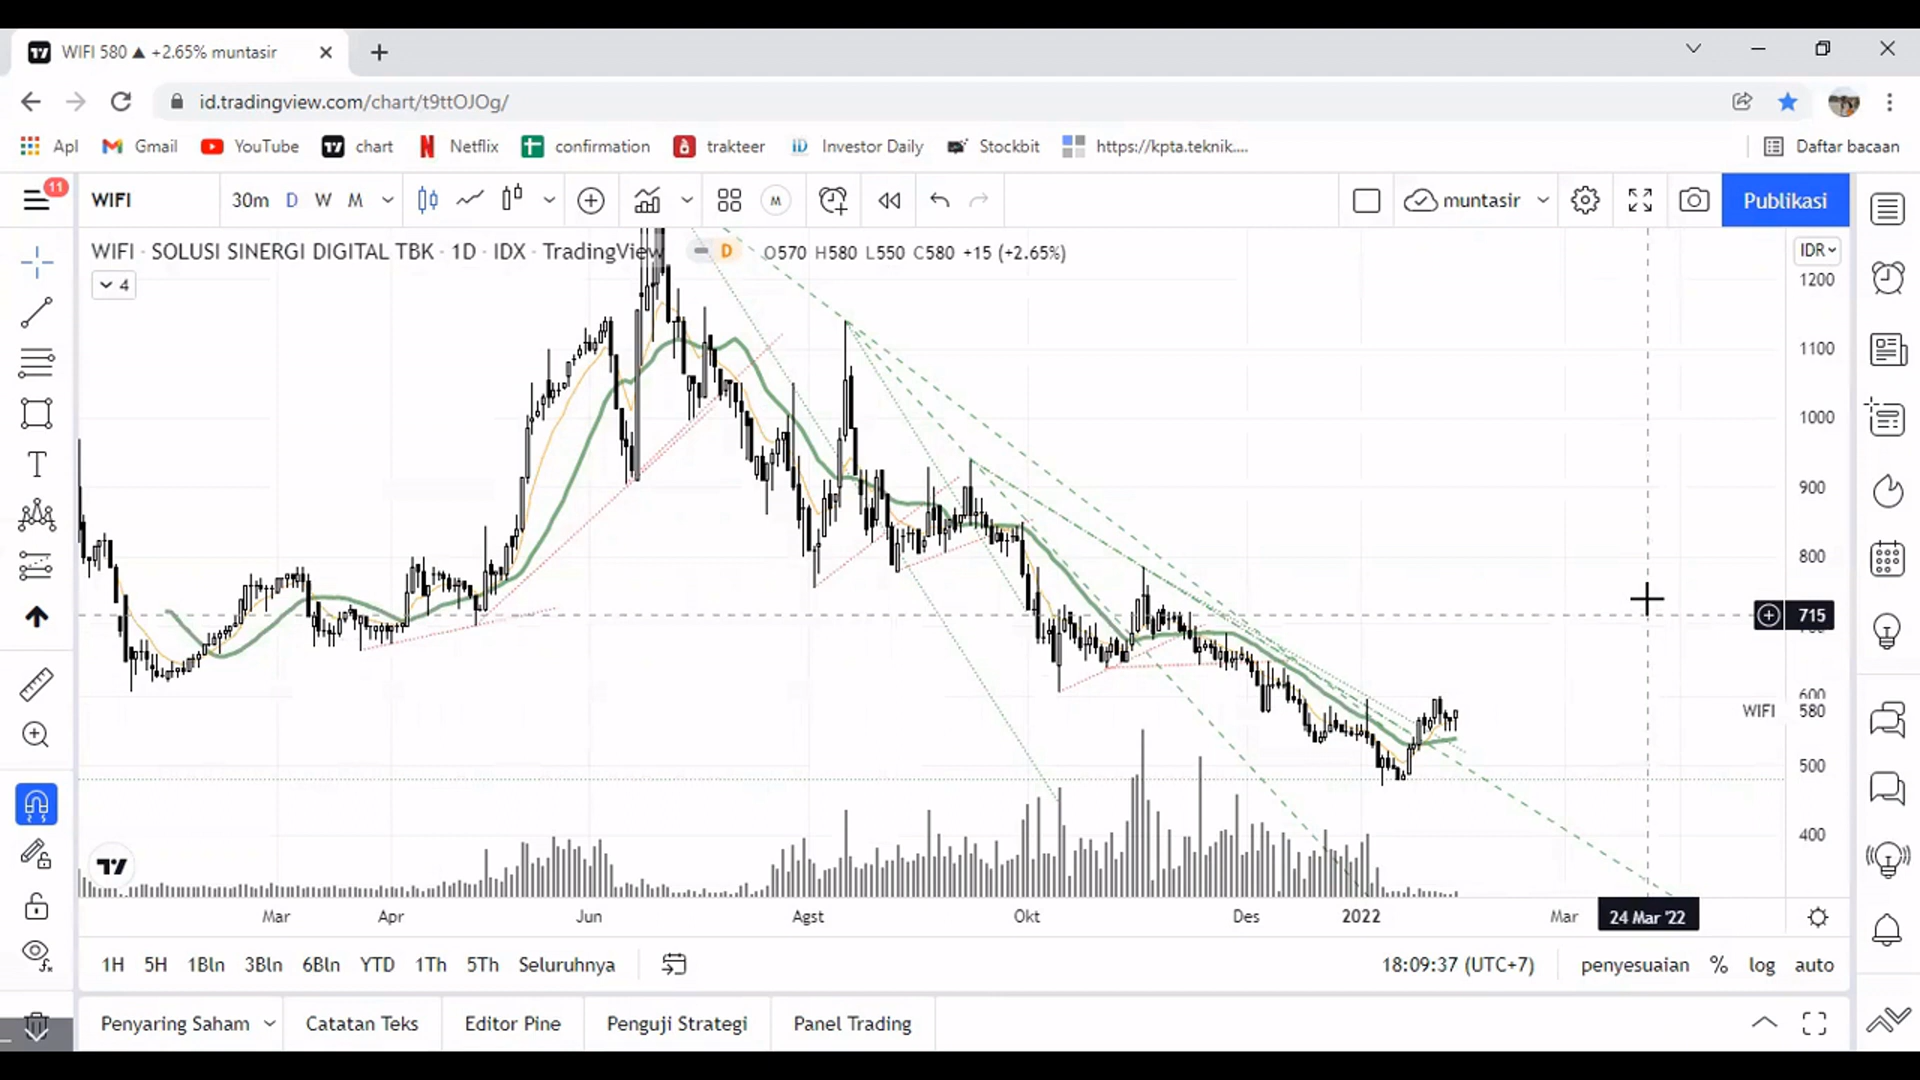 WIFI 580 ▲ +2.65% muntasir
id.tradingview.com/chart/t9ttOJOg/
Apl Gmail YouTube chart Netflix confirmation trakteer Investor Daily Stockbit https://kpta.teknik.... Daftar bacaan
11 WIFI 30m D W M M muntasir Publikasi
WIFI · SOLUSI SINERGI DIGITAL TBK · 1D · IDX · TradingView D O570 H580 L550 C580 +15 (+2.65%) IDR
4
1200
1100
1000
900
800
715
600
WIFI 580
500
400
Mar Apr Jun Agst Okt Des 2022 Mar 24 Mar '22
1H 5H 1Bln 3Bln 6Bln YTD 1Th 5Th Seluruhnya 18:09:37 (UTC+7) penyesuaian % log auto
Penyaring Saham Catatan Teks Editor Pine Penguji Strategi Panel Trading